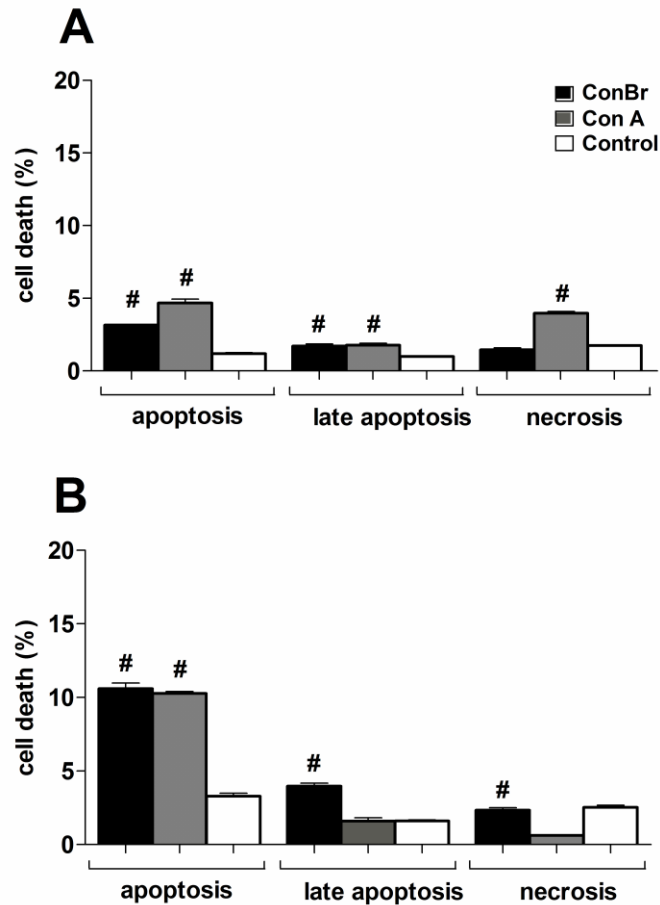 A
20
15
10
5
0
cell death (%)
ConBr
Con A
Control
# # # # #
apoptosis late apoptosis necrosis
B
20
15
10
5
0
cell death (%)
# # # #
apoptosis late apoptosis necrosis